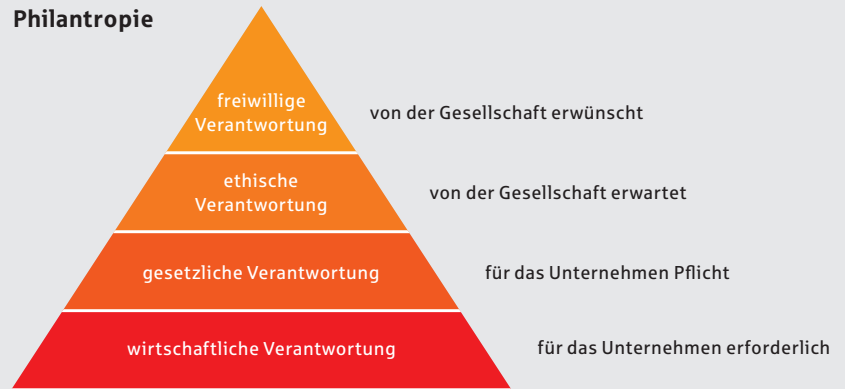 Philantropie
freiwillige
Verantwortung
von der Gesellschaft erwünscht
ethische
Verantwortung
von der Gesellschaft erwartet
gesetzliche Verantwortung
für das Unternehmen Pflicht
wirtschaftliche Verantwortung
für das Unternehmen erforderlich